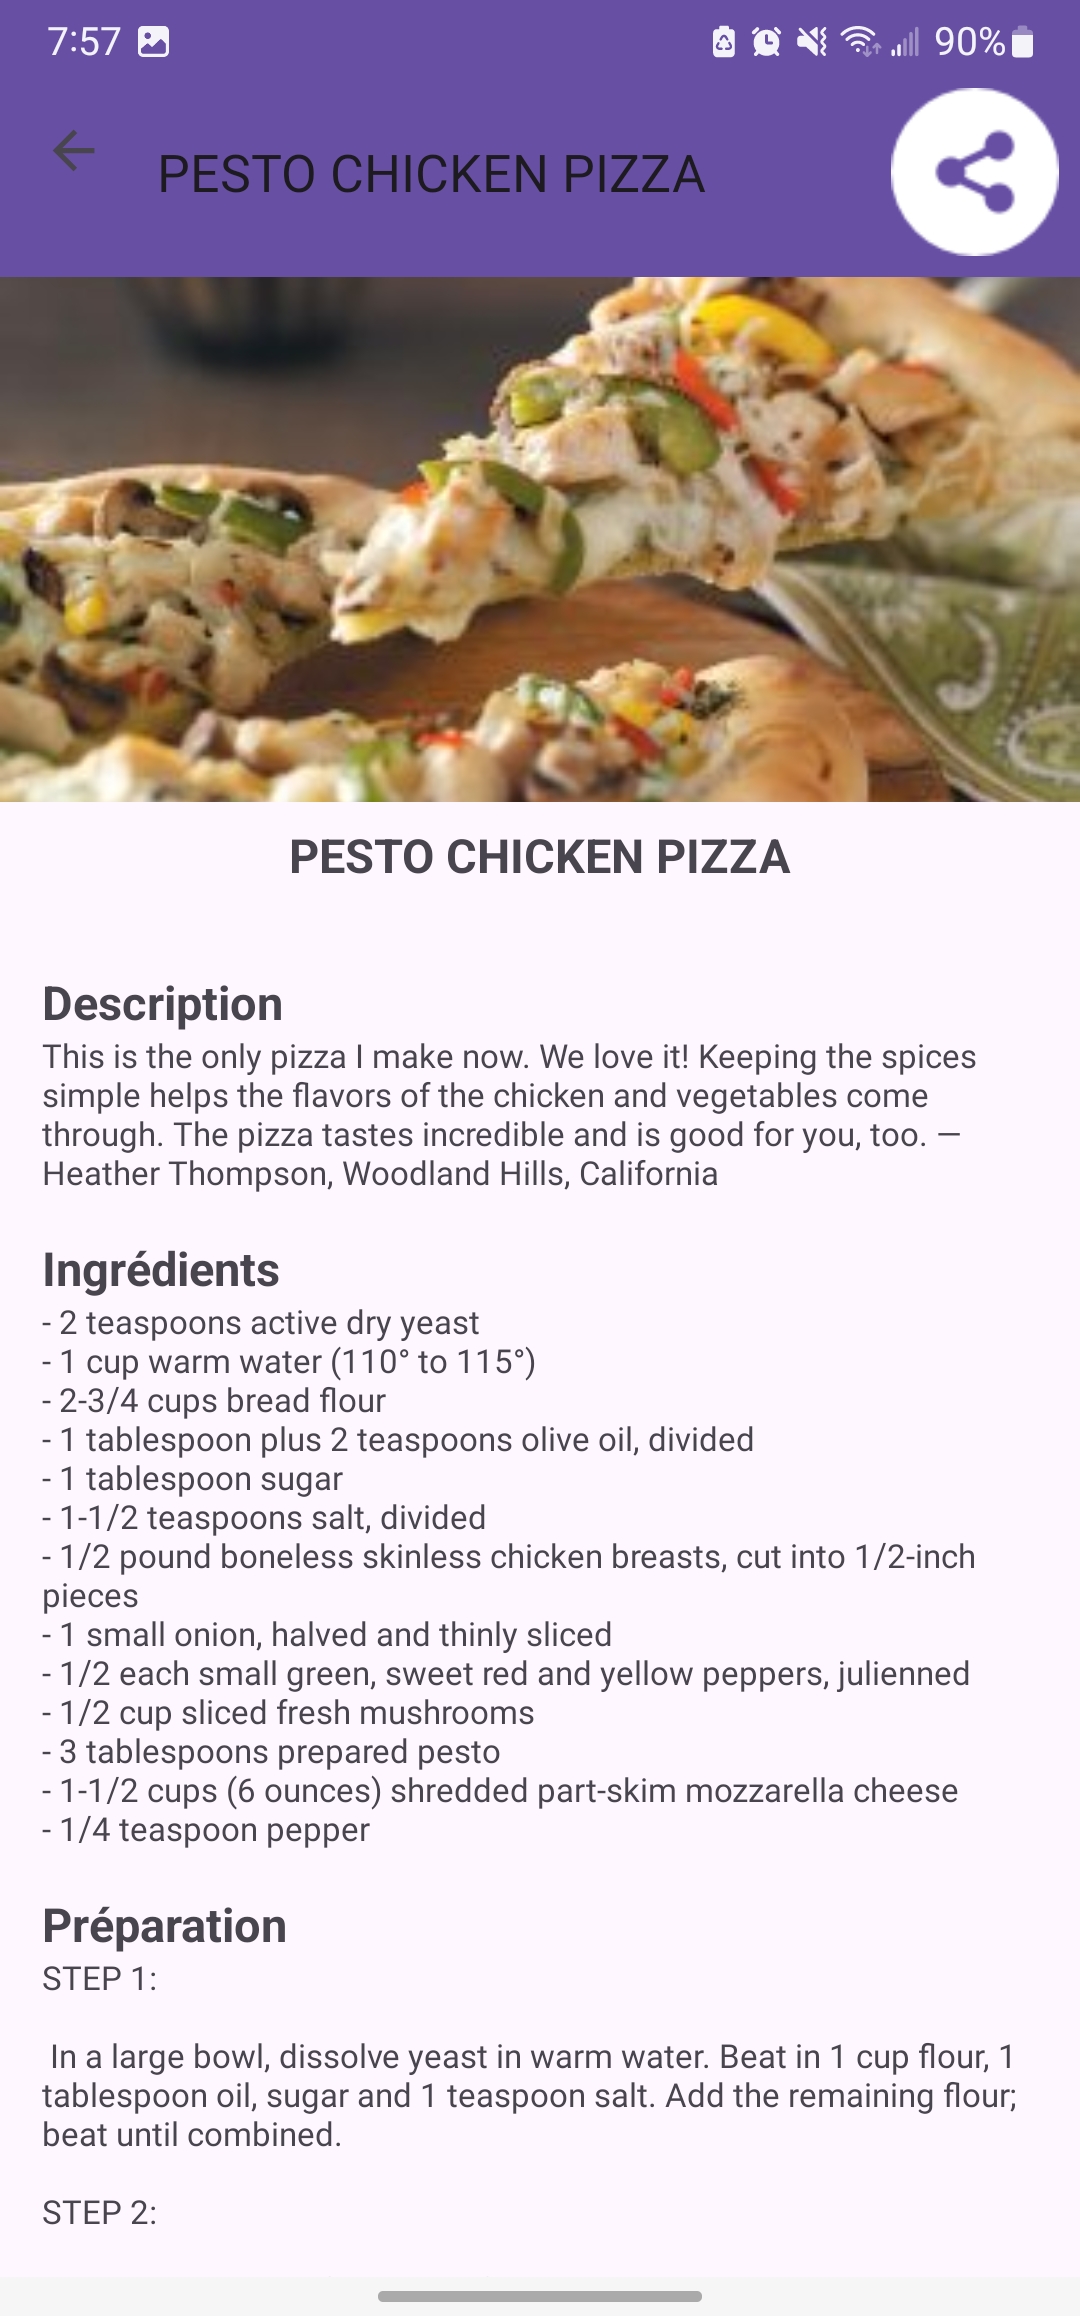 7:57
90%
PESTO CHICKEN PIZZA
PESTO CHICKEN PIZZA
Description
This is the only pizza I make now. We love it! Keeping the spices
simple helps the flavors of the chicken and vegetables come
through. The pizza tastes incredible and is good for you, too. —
Heather Thompson, Woodland Hills, California
Ingrédients
- 2 teaspoons active dry yeast
- 1 cup warm water (110° to 115°)
- 2-3/4 cups bread flour
- 1 tablespoon plus 2 teaspoons olive oil, divided
- 1 tablespoon sugar
- 1-1/2 teaspoons salt, divided
- 1/2 pound boneless skinless chicken breasts, cut into 1/2-inch
pieces
- 1 small onion, halved and thinly sliced
- 1/2 each small green, sweet red and yellow peppers, julienned
- 1/2 cup sliced fresh mushrooms
- 3 tablespoons prepared pesto
- 1-1/2 cups (6 ounces) shredded part-skim mozzarella cheese
- 1/4 teaspoon pepper
Préparation
STEP 1:
In a large bowl, dissolve yeast in warm water. Beat in 1 cup flour, 1
tablespoon oil, sugar and 1 teaspoon salt. Add the remaining flour;
beat until combined.
STEP 2: